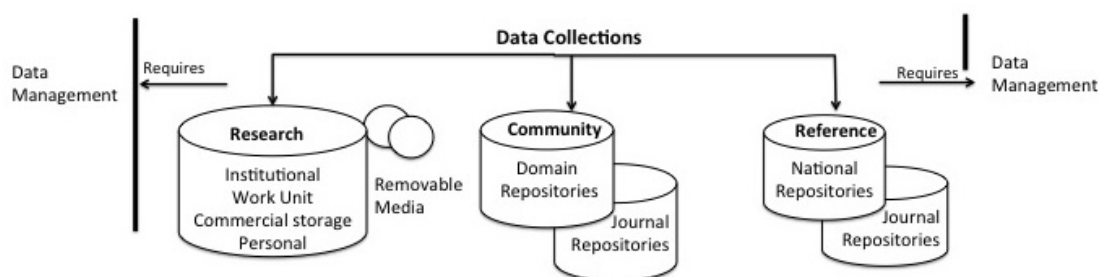 Data Collections
Data
Management
Requires
Requires
Data
Management
Research
Institutional
Work Unit
Commercial storage
Personal
Removable
Media
Community
Domain
Repositories
Journal
Repositories
Reference
National
Repositories
Journal
Repositories